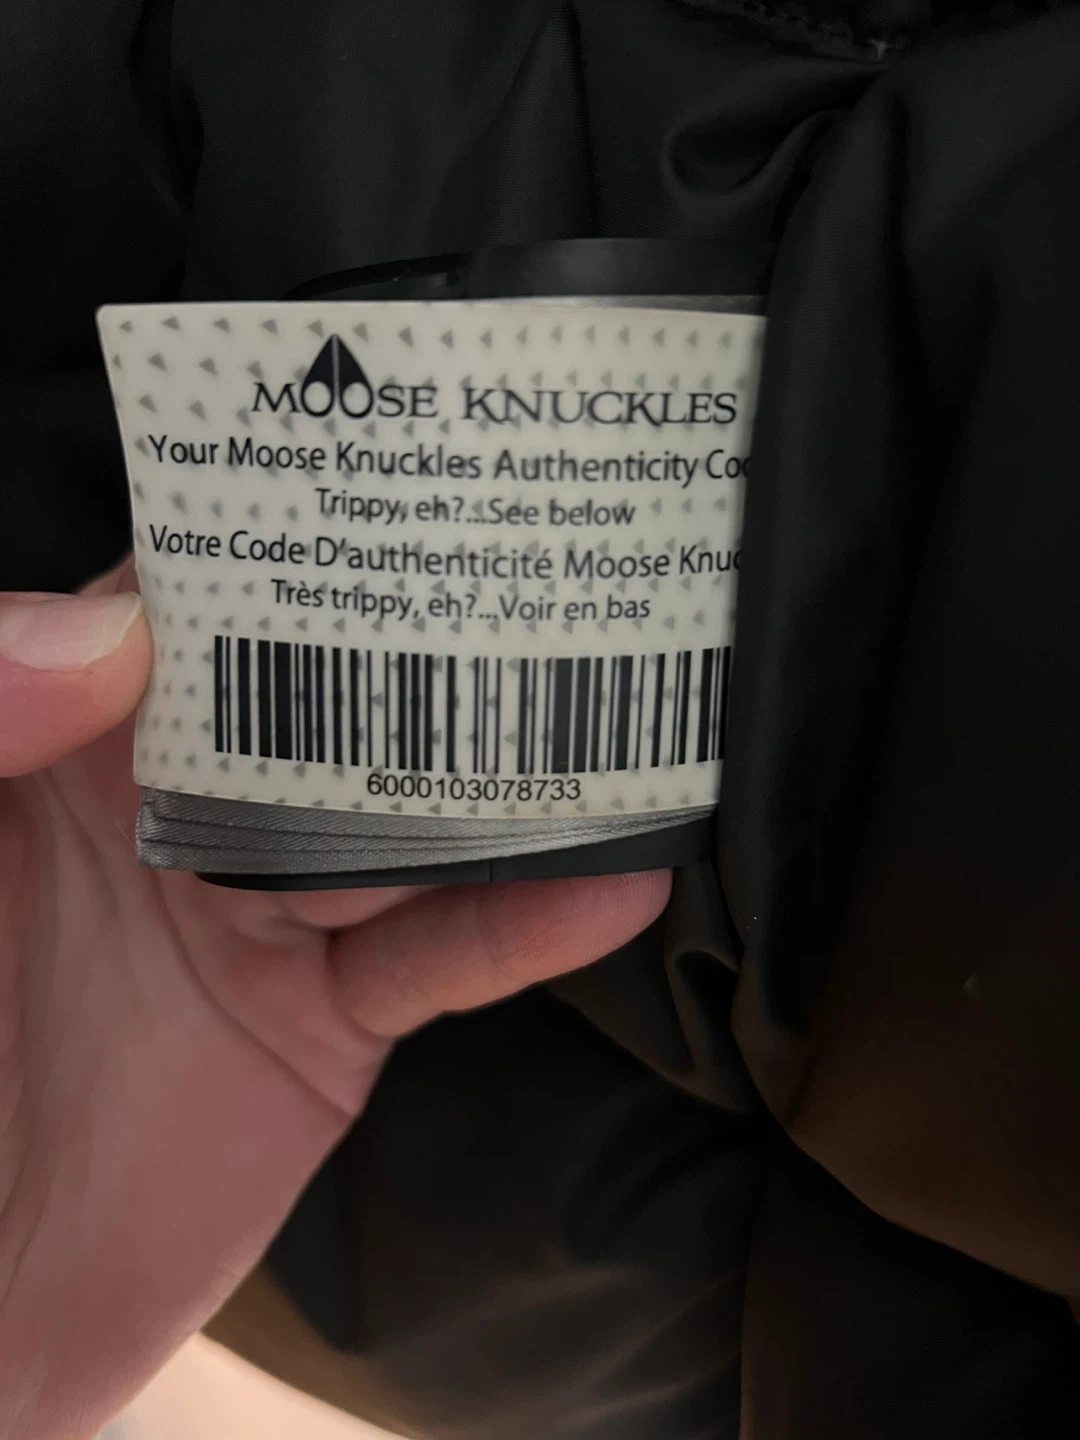 MOOSE KNUCKLES
Your Moose Knuckles Authenticity
Trippy, eh?...See below
Votre Code D'authenticité Moose
Très trippy, eh?...Voir en bas
6000103078733